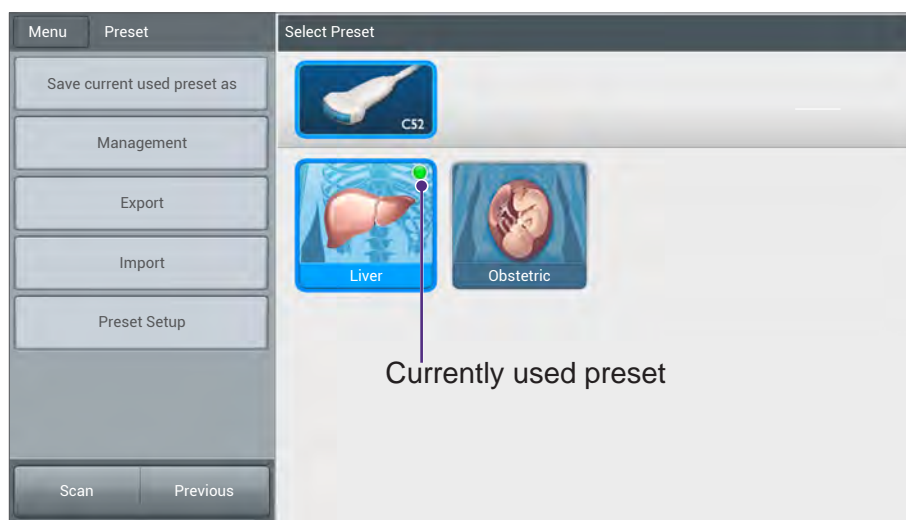 Menu Preset
Save current used preset as
Management
Export
Import
Preset Setup
Scan Previous
Select Preset
C52
Liver
Obstetric
Currently used preset